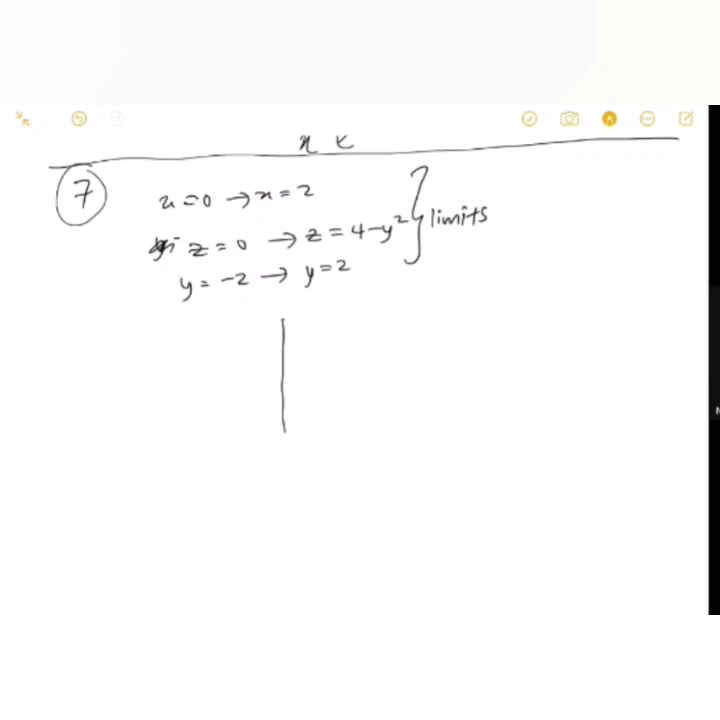 x K
7
x=0 → x=2
z=0 → z=4-y² } limits
y=-2 → y=2